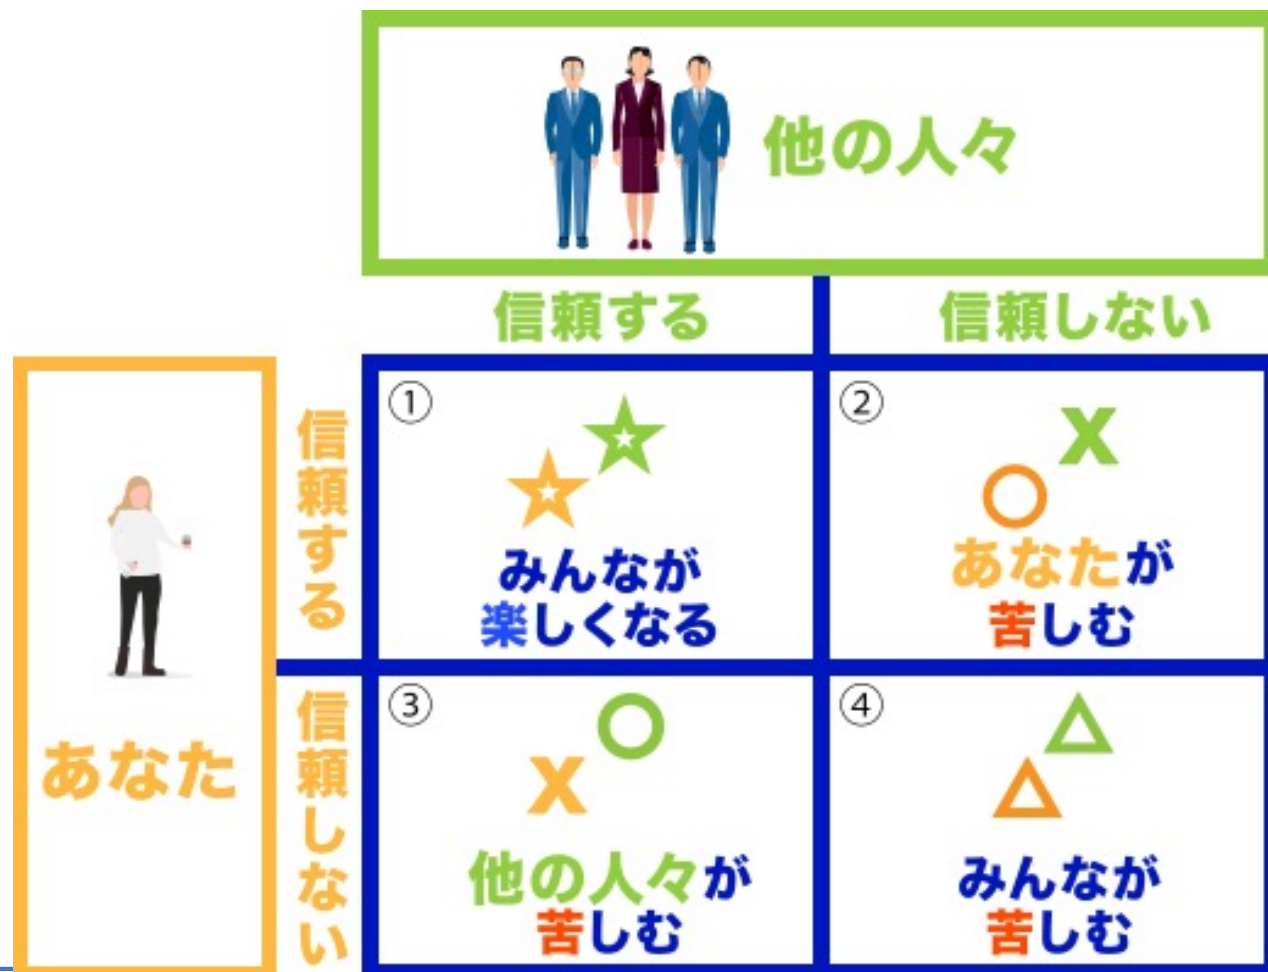 他の人々
信頼する
信頼しない
あなた
信頼する
①
みんなが
楽しくなる
②
X
あなたが
苦しむ
信頼しない
③
X
他の人々が
苦しむ
④
みんなが
苦しむ